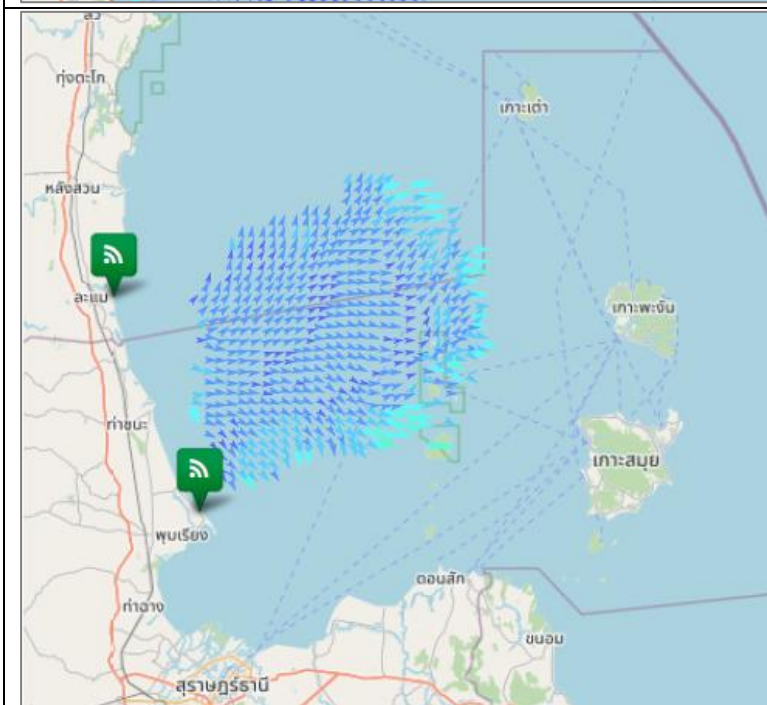 สวี
ทุ่งตะโก
เกาะเต่า
หลังสวน
ละแม
เกาะพะงัน
ท่าชนะ
เกาะสมุย
พุมเรียง
ดอนสัก
ท่าฉาง
ขนอม
สุราษฎร์ธานี